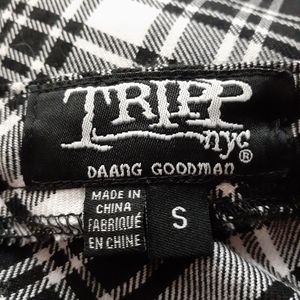 TRIPP
nyc®
DAANG GOODMAN
MADE IN
CHINA
FABRIQUÉ
EN CHINE
S